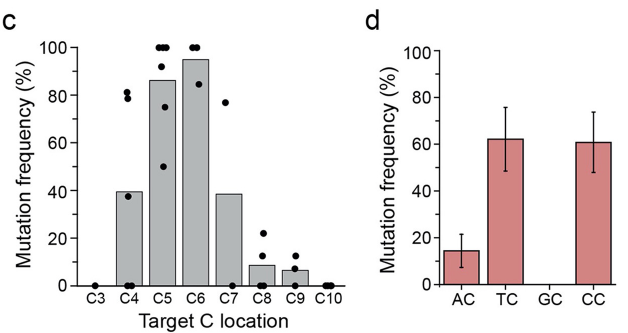 c
Mutation frequency (%)
100
80
60
40
20
0
C3 C4 C5 C6 C7 C8 C9 C10
Target C location
d
Mutation frequency (%)
100
80
60
40
20
0
AC TC GC CC